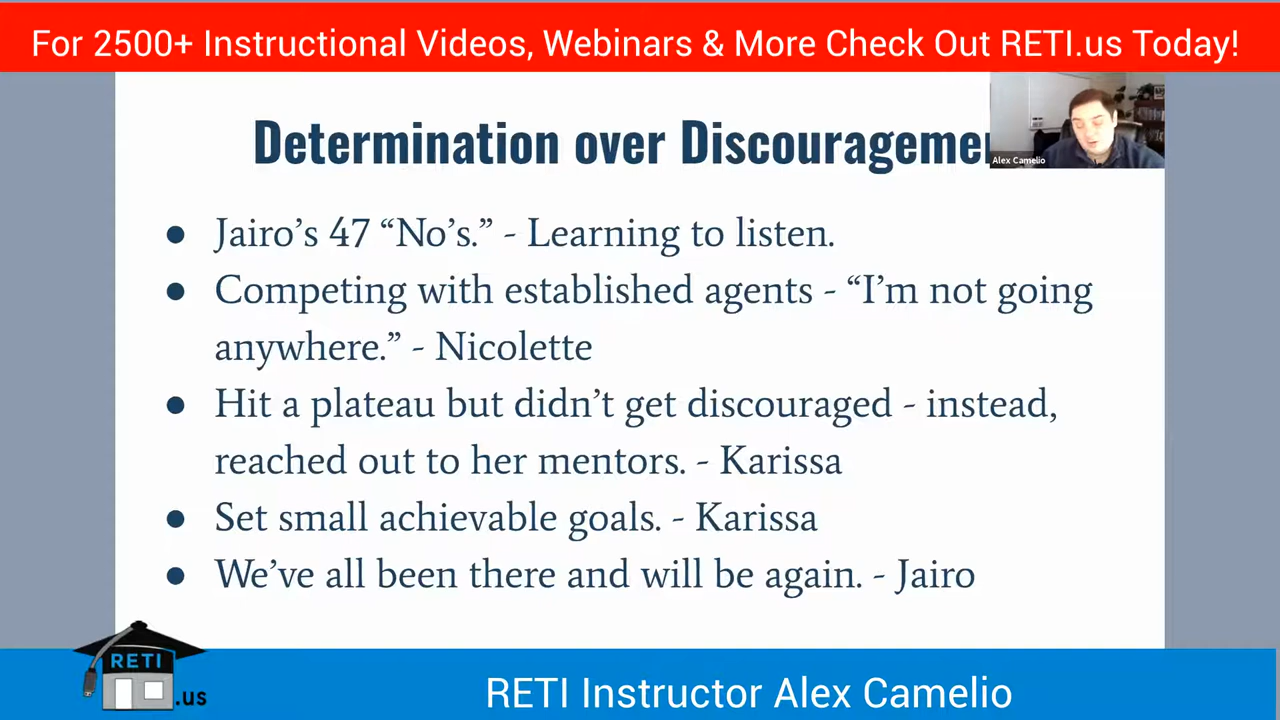 For 2500+ Instructional Videos, Webinars & More Check Out RETI.us Today!
Determination over Discourageme
Alex Camelio
● Jairo’s 47 “No’s.” - Learning to listen.
● Competing with established agents - “I’m not going
anywhere.” - Nicolette
● Hit a plateau but didn’t get discouraged - instead,
reached out to her mentors. - Karissa
● Set small achievable goals. - Karissa
● We’ve all been there and will be again. - Jairo
RETI
.us
RETI Instructor Alex Camelio